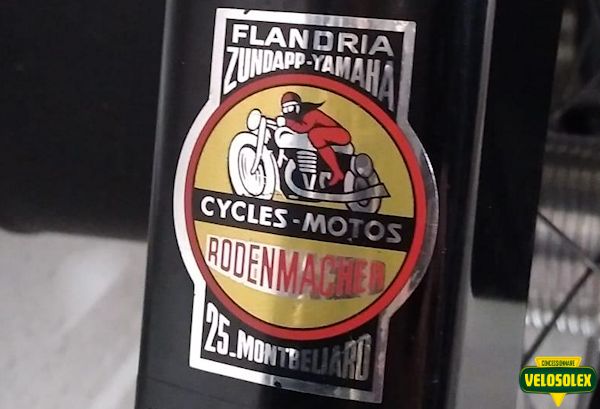 FLANDRIA
ZUNDAPP-YAMAHA
CYCLES-MOTOS
RODENMACHER
25_MONTBELIARD
CONCESSIONNAIRE
VELOSOLEX